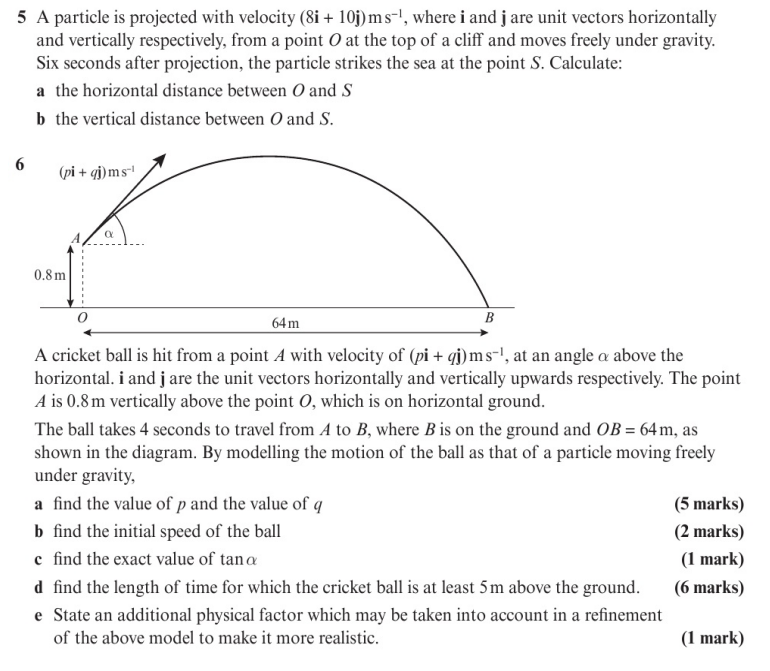 5 A particle is projected with velocity (8i + 10j) m s⁻¹, where i and j are unit vectors horizontally
and vertically respectively, from a point O at the top of a cliff and moves freely under gravity.
Six seconds after projection, the particle strikes the sea at the point S. Calculate:
a the horizontal distance between O and S
b the vertical distance between O and S.
6
(pi + qj) m s⁻¹
A
α
0.8 m
O
64 m
B
A cricket ball is hit from a point A with velocity of (pi + qj) m s⁻¹, at an angle α above the
horizontal. i and j are the unit vectors horizontally and vertically upwards respectively. The point
A is 0.8 m vertically above the point O, which is on horizontal ground.
The ball takes 4 seconds to travel from A to B, where B is on the ground and OB = 64 m, as
shown in the diagram. By modelling the motion of the ball as that of a particle moving freely
under gravity,
a find the value of p and the value of q (5 marks)
b find the initial speed of the ball (2 marks)
c find the exact value of tan α (1 mark)
d find the length of time for which the cricket ball is at least 5 m above the ground. (6 marks)
e State an additional physical factor which may be taken into account in a refinement
of the above model to make it more realistic. (1 mark)